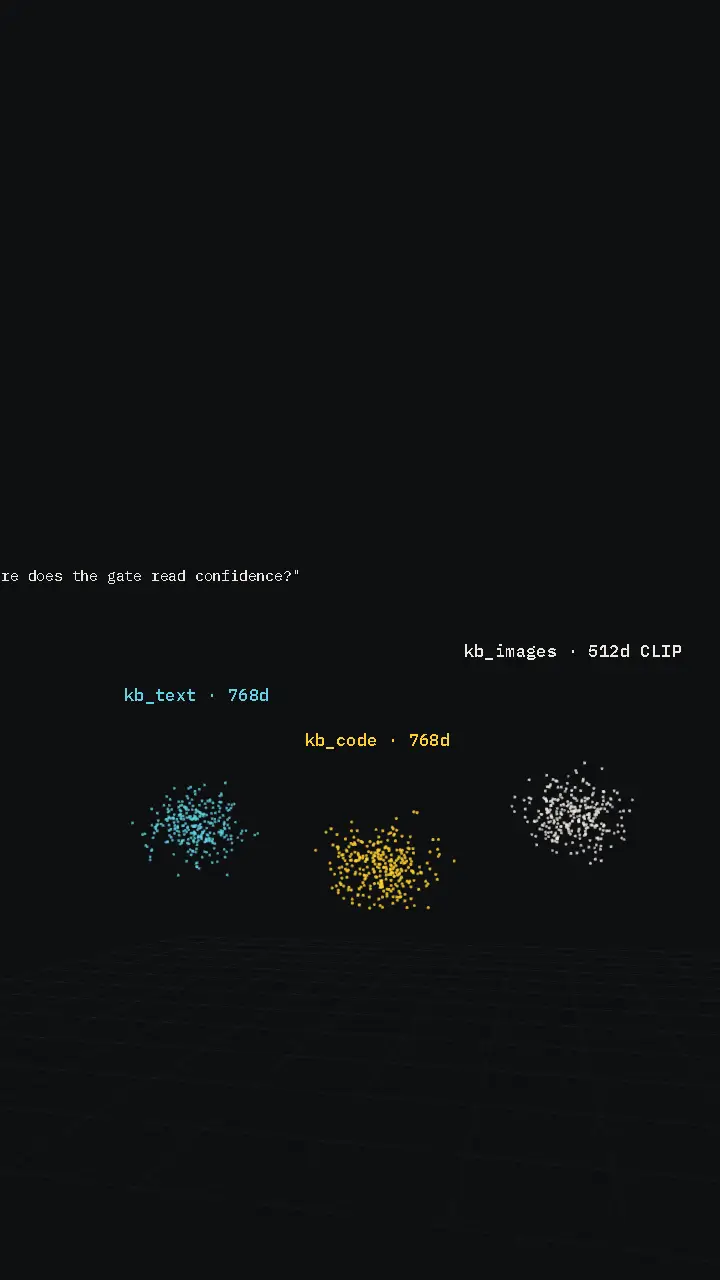 re does the gate read confidence?"
kb_images · 512d CLIP
kb_text · 768d
kb_code · 768d